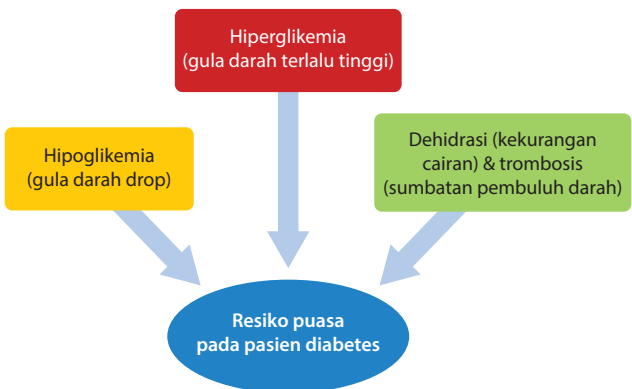 Hiperglikemia
(gula darah terlalu tinggi)
Hipoglikemia
(gula darah drop)
Dehidrasi (kekurangan
cairan) & trombosis
(sumbatan pembuluh darah)
Resiko puasa
pada pasien diabetes